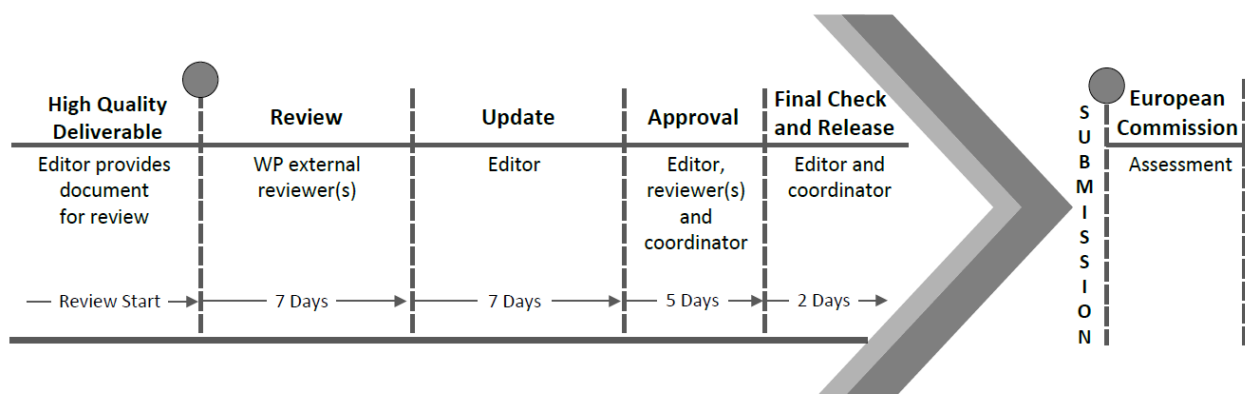 High Quality
Deliverable
Editor provides
document
for review
Review Start
Review
WP external
reviewer(s)
7 Days
Update
Editor
7 Days
Approval
Editor,
reviewer(s)
and
coordinator
5 Days
Final Check
and Release
Editor and
coordinator
2 Days
SUBMISSION
European
Commission
Assessment